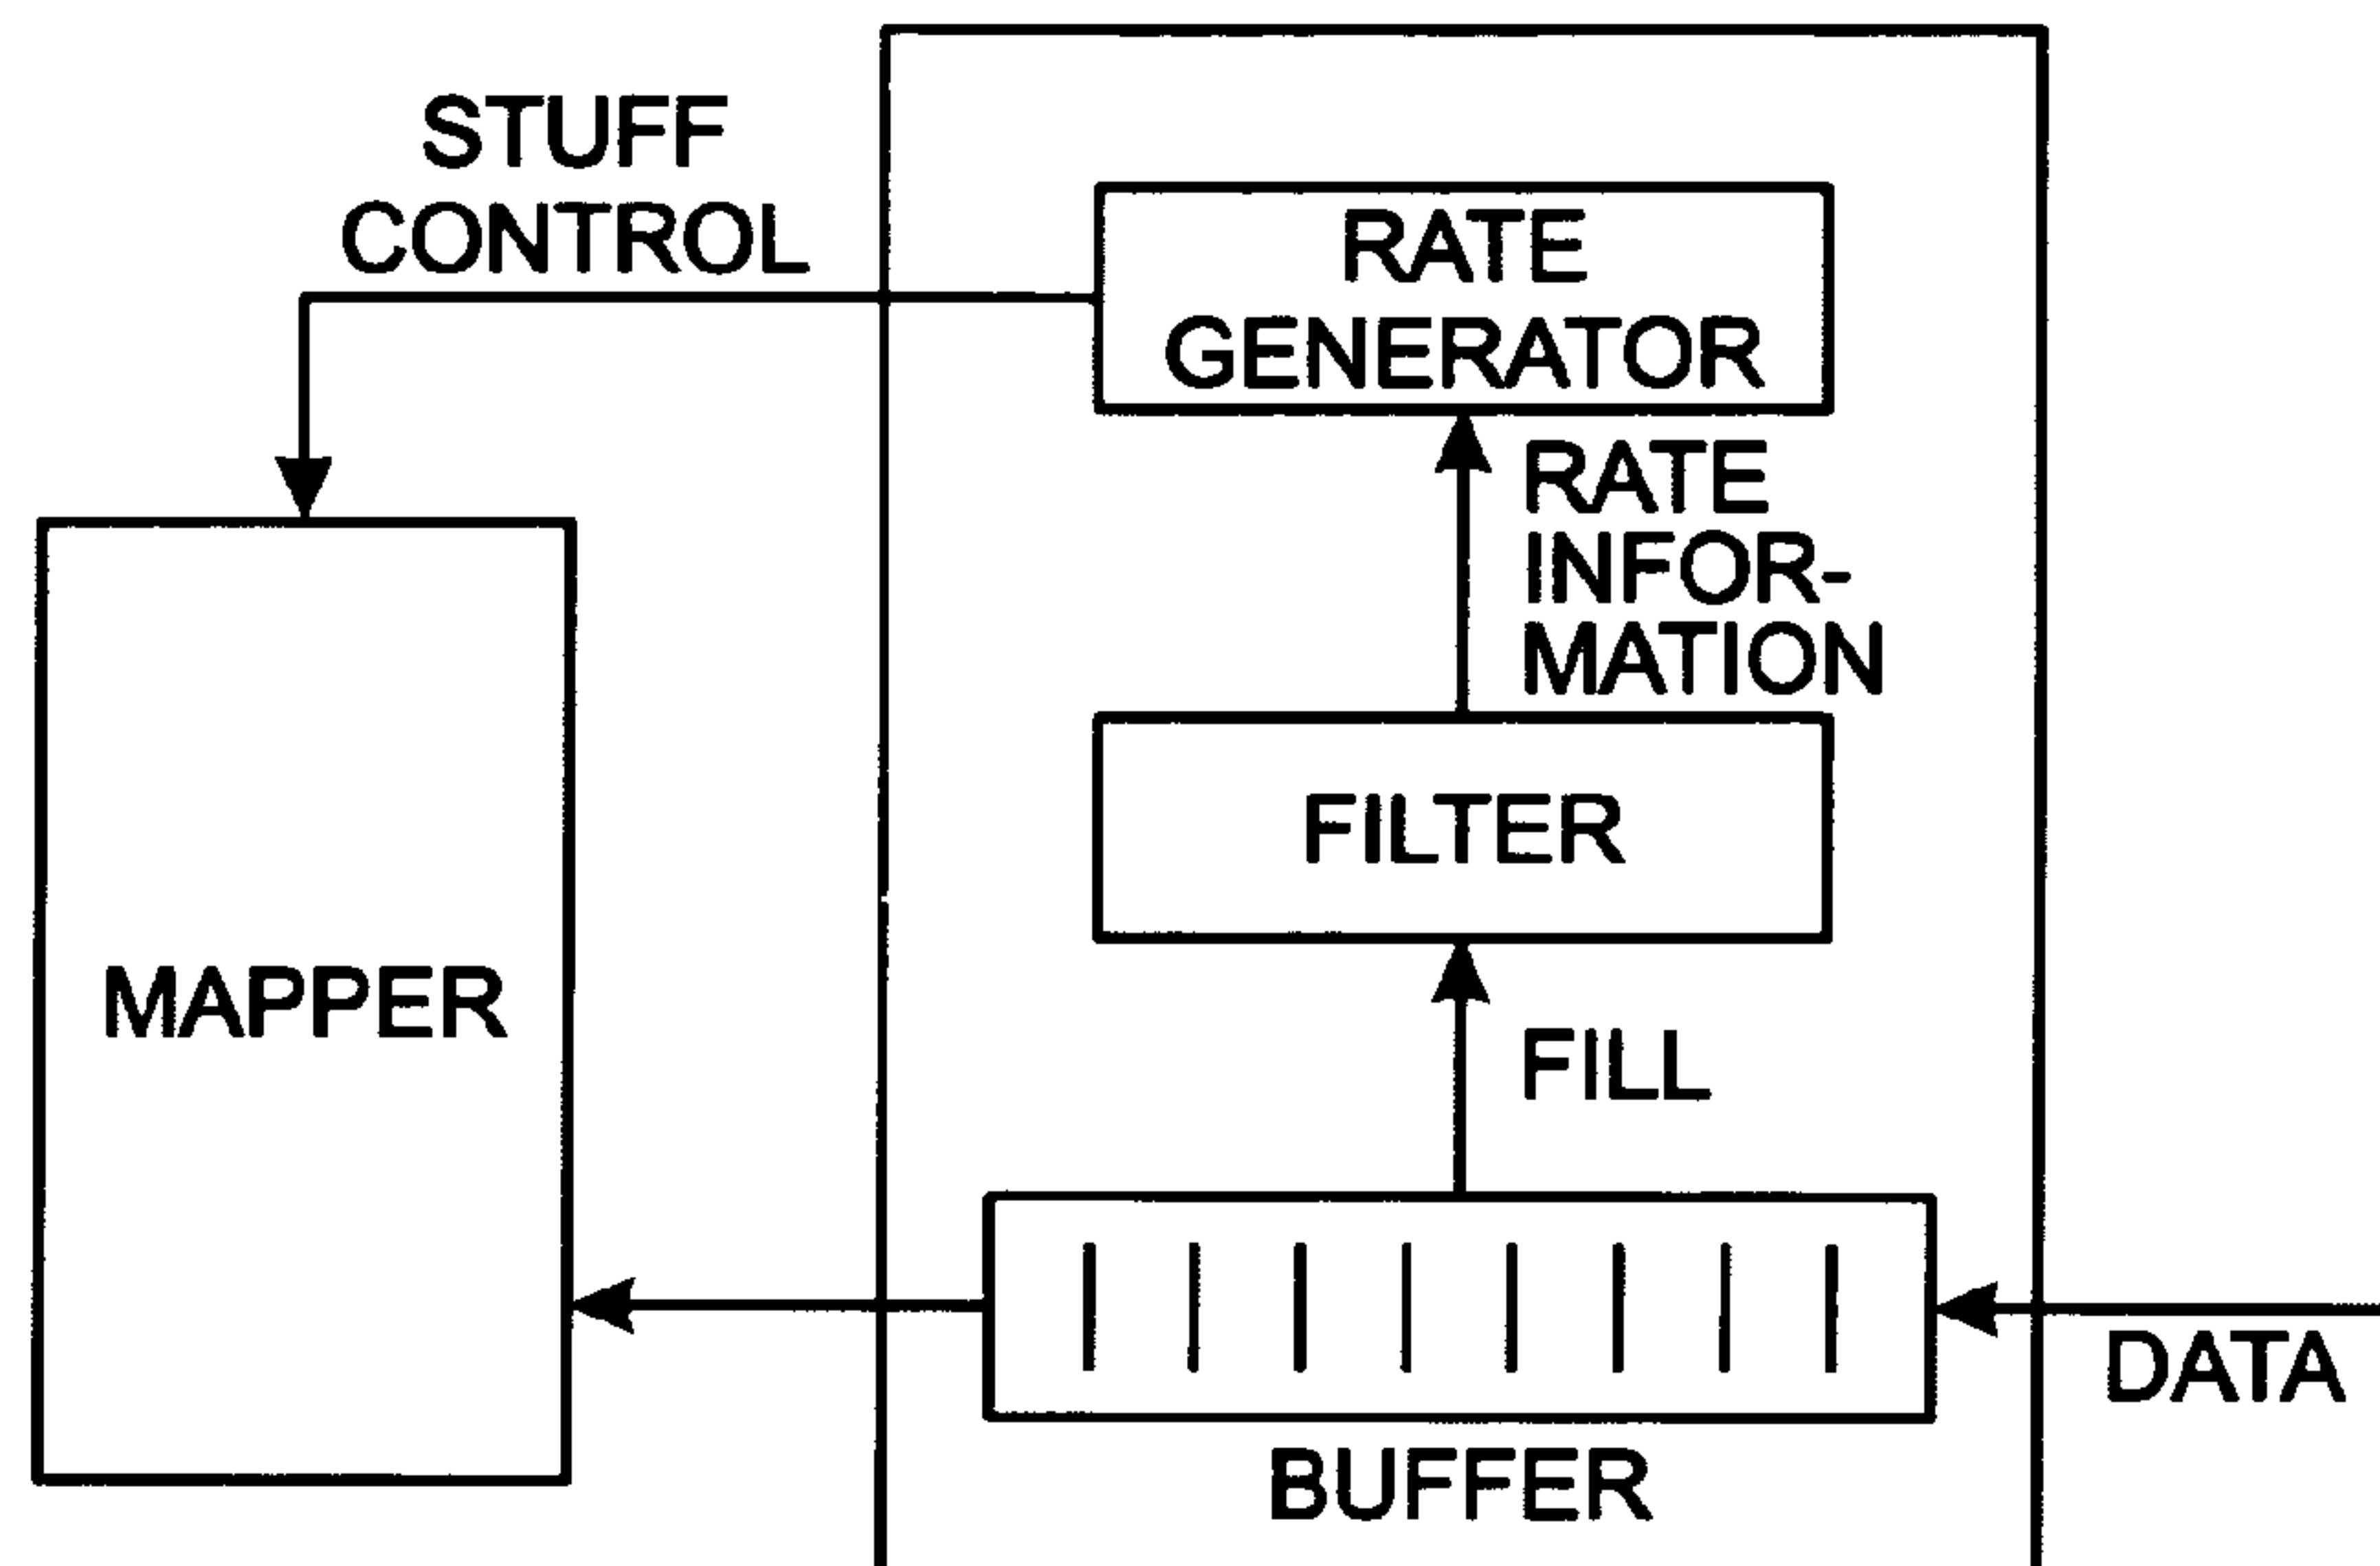 STUFF
CONTROL
RATE
GENERATOR
RATE
INFOR-
MATION
FILTER
MAPPER
FILL
DATA
BUFFER